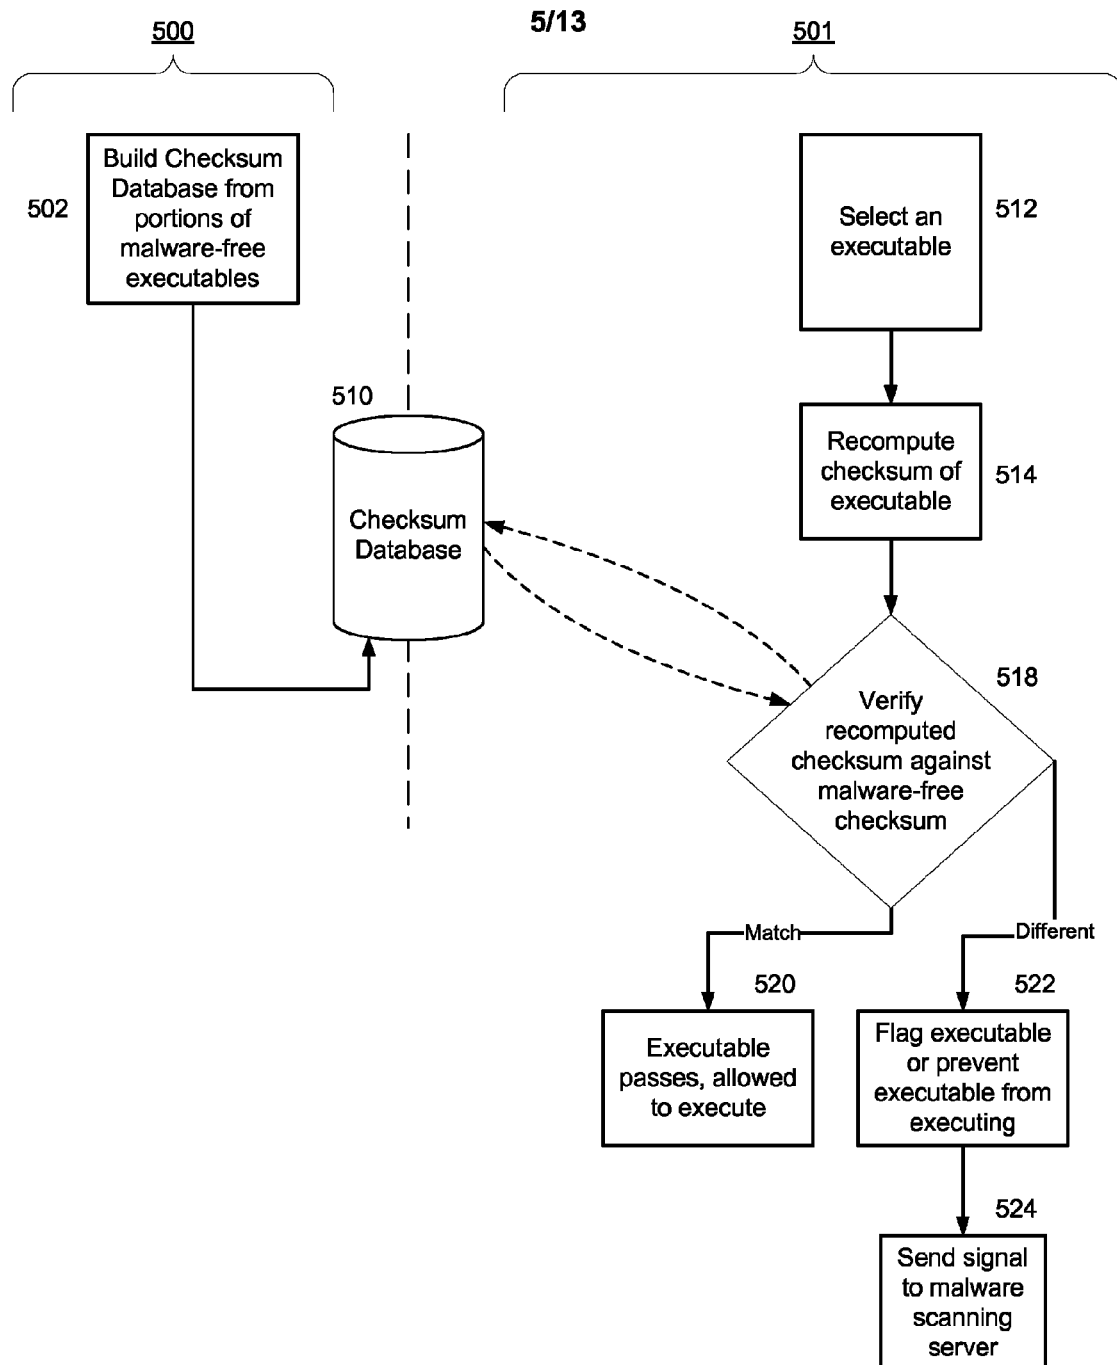 5/13
500
501
Build Checksum
Database from
portions of
malware-free
executables
502
Select an
executable
512
510
Checksum
Database
Recompute
checksum of
executable
514
Verify
recomputed
checksum against
malware-free
checksum
518
Match
Different
520
522
Executable
passes, allowed
to execute
Flag executable
or prevent
executable from
executing
524
Send signal
to malware
scanning
server